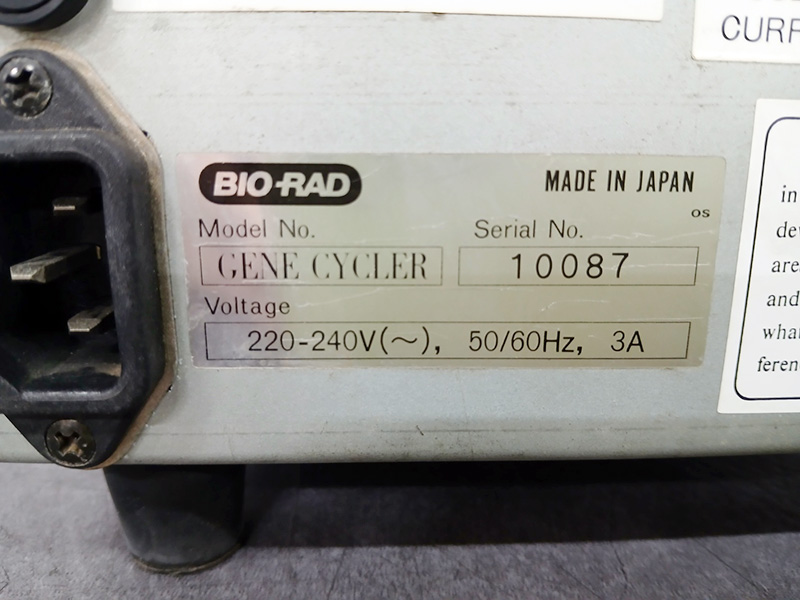 CURR
BIO-RAD
MADE IN JAPAN
os
Model No.
Serial No.
GENE CYCLER
10087
Voltage
220-240V(~), 50/60Hz, 3A
in
dev
are
and
what
feren